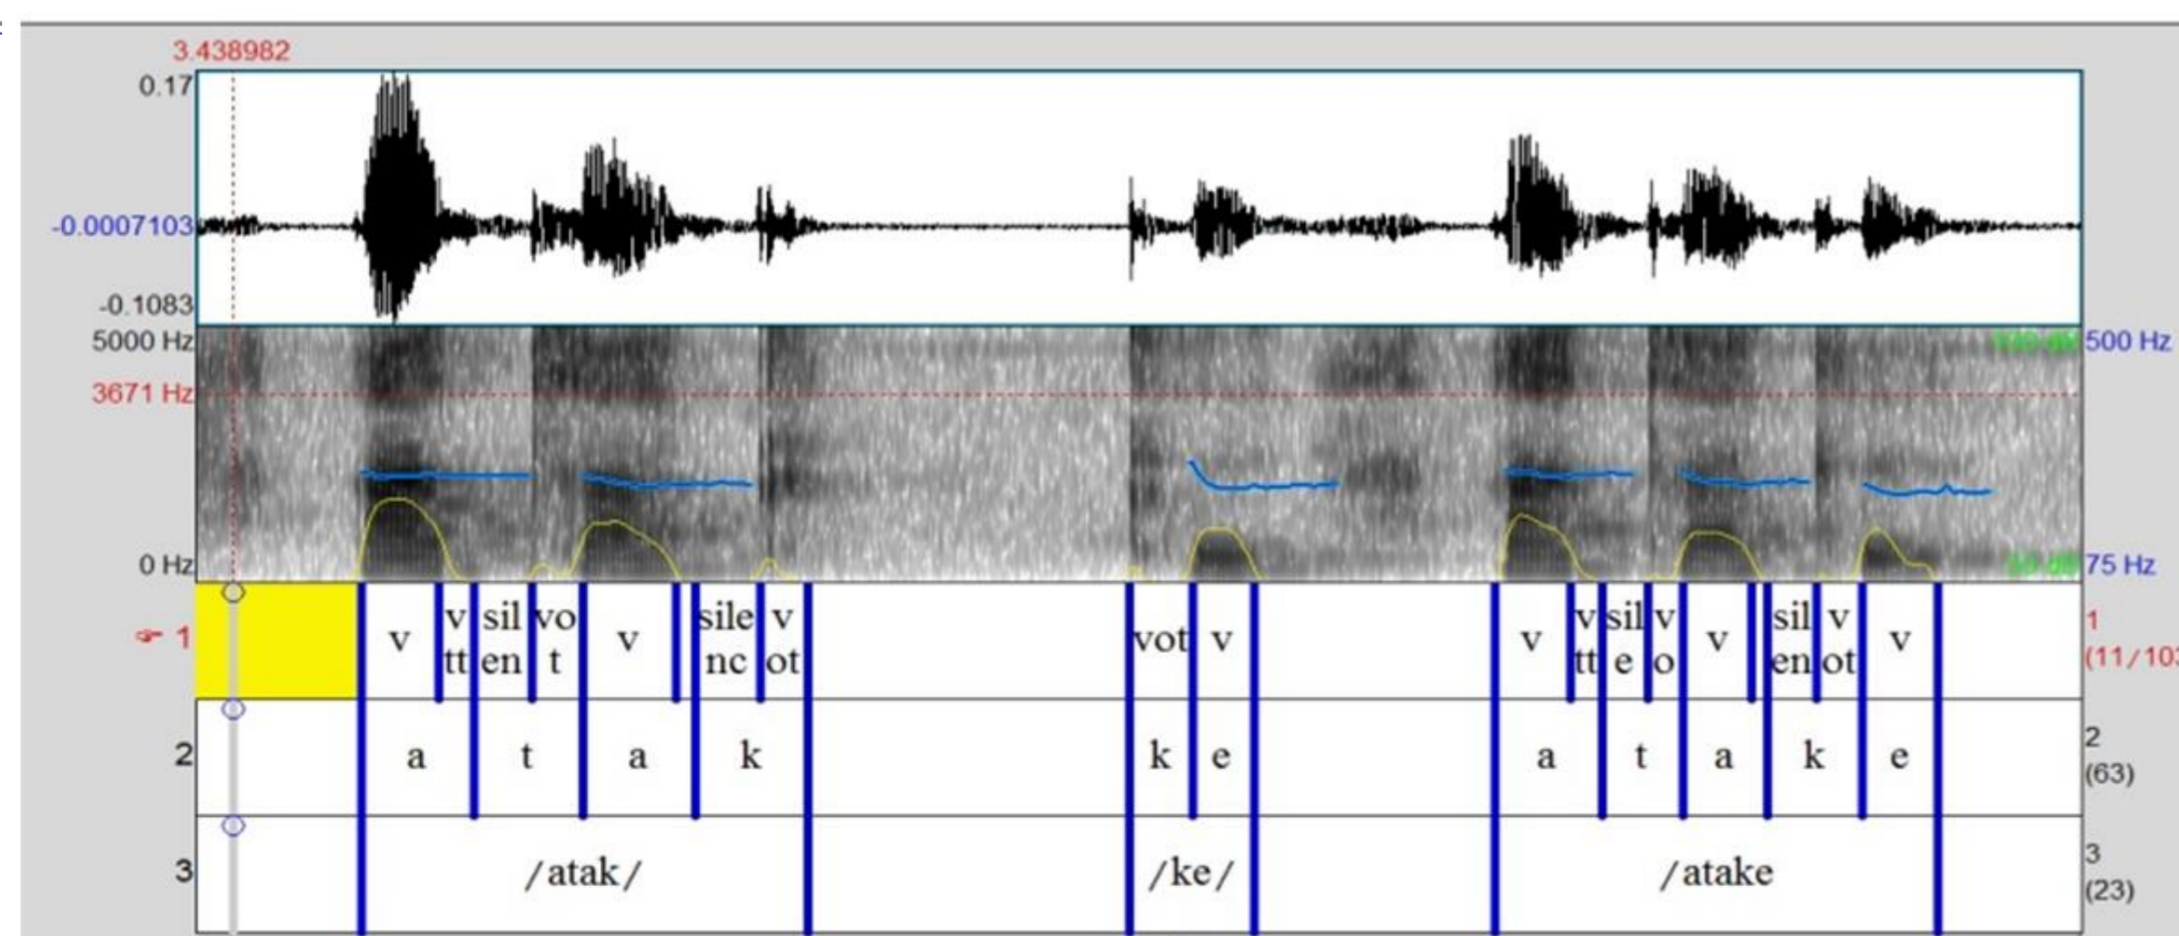 3.438982
0.17
-0.0007103
-0.1083
5000 Hz
500 Hz
3671 Hz
0 Hz
75 Hz
1
v
v
tt
sil
en
vo
t
v
sile
nc
v
ot
vot
v
v
v
tt
sil
e
v
o
v
sil
en
v
ot
v
1
(11/103
2
a
t
a
k
k
e
a
t
a
k
e
2
(63)
3
/atak/
/ke/
/atake
3
(23)